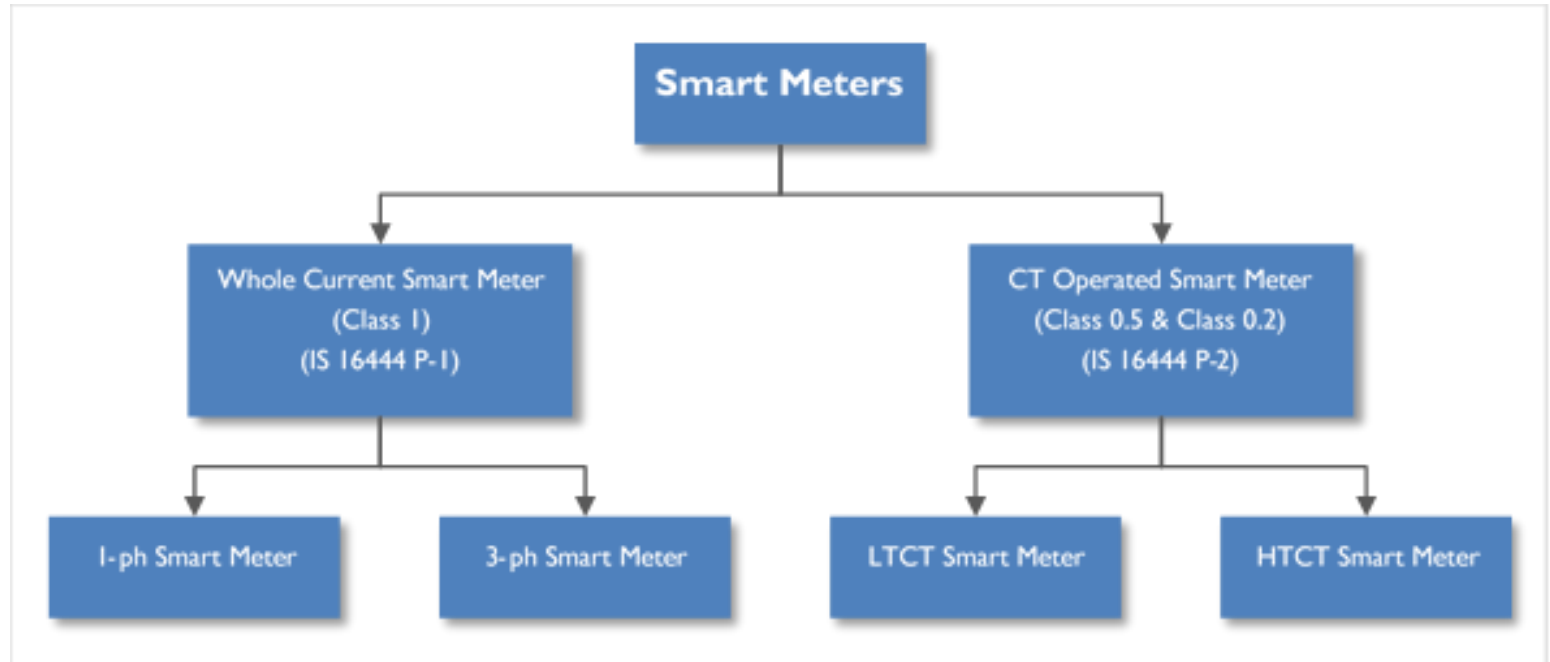 Smart Meters
Whole Current Smart Meter
(Class 1)
(IS 16444 P-1)
CT Operated Smart Meter
(Class 0.5 & Class 0.2)
(IS 16444 P-2)
1-ph Smart Meter
3-ph Smart Meter
LTCT Smart Meter
HTCT Smart Meter